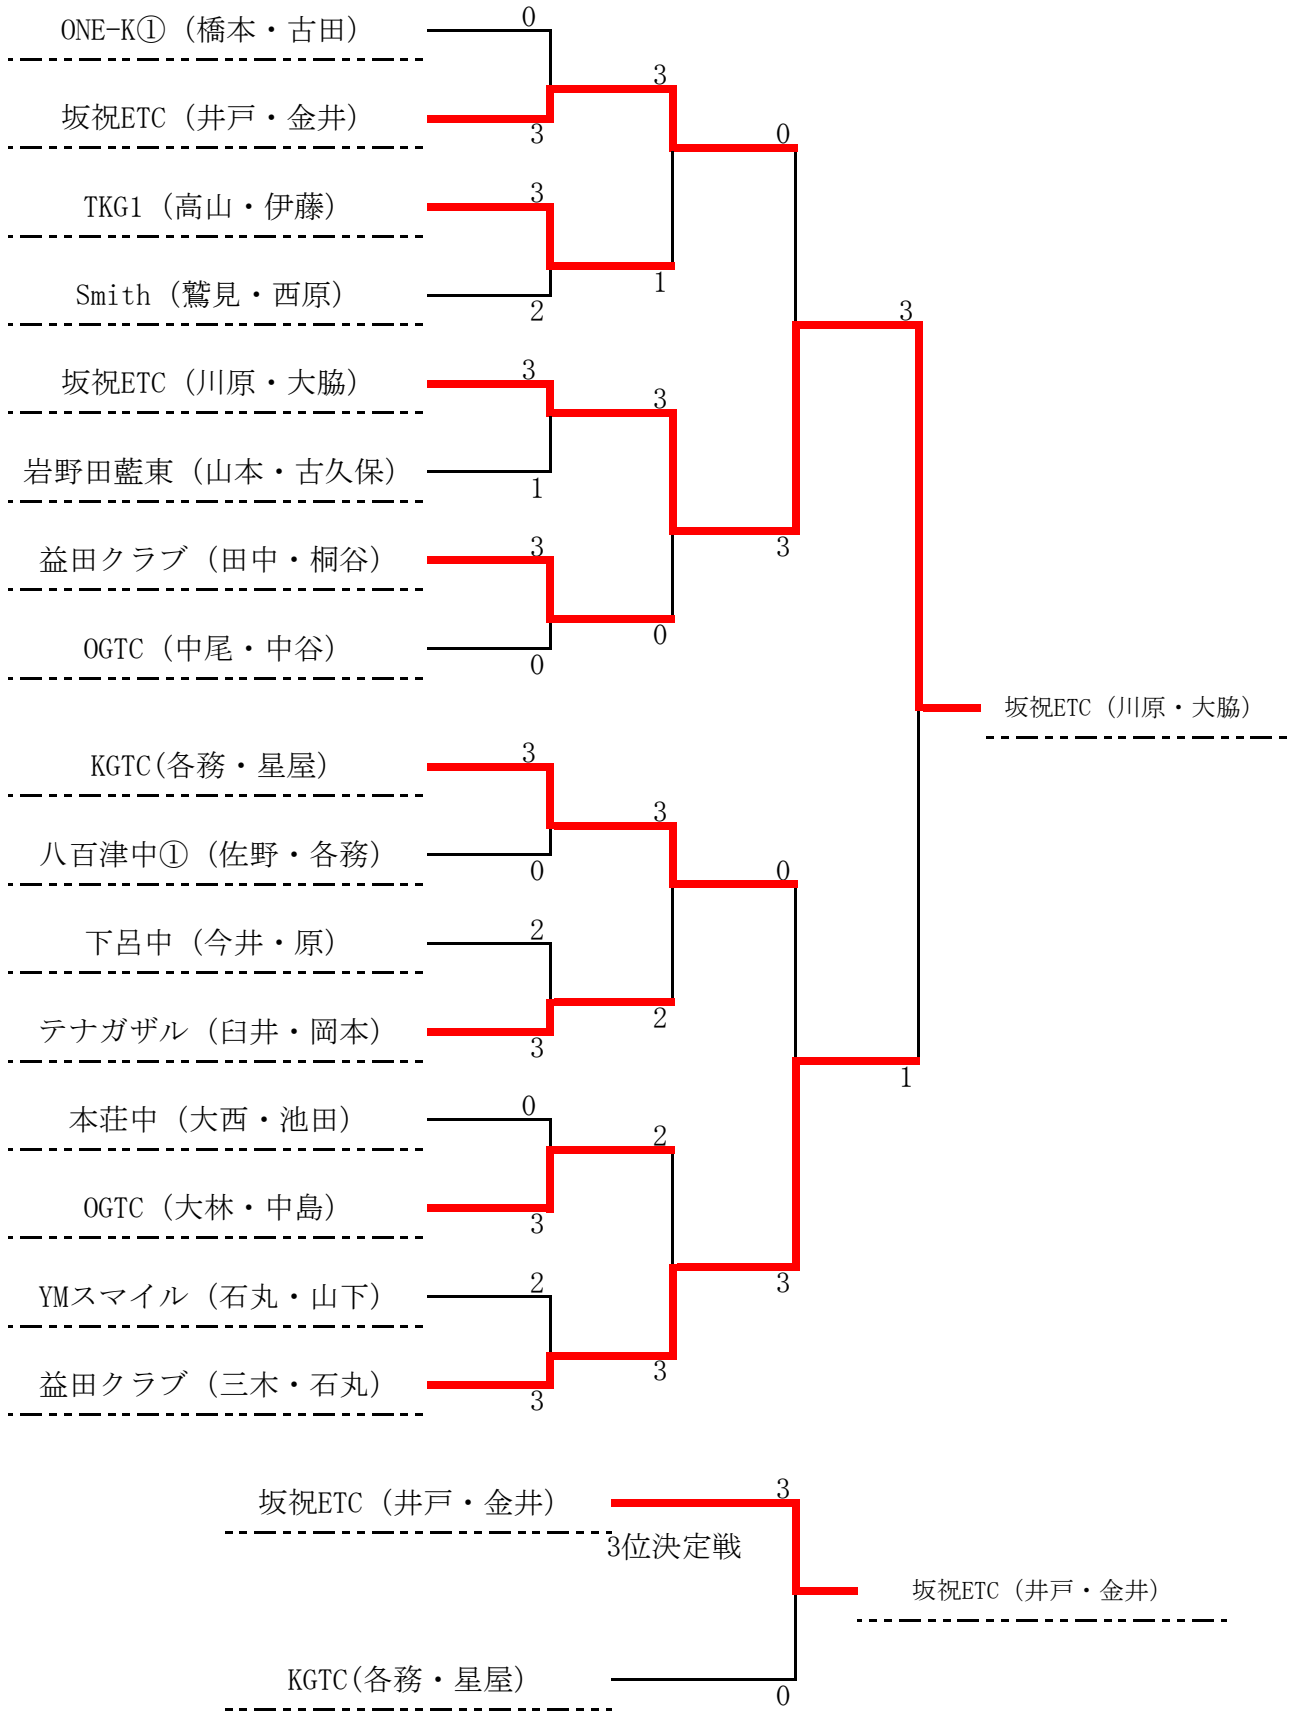 0
ONE-K①（橋本・古田）
3
坂祝ETC（井戸・金井）
3
0
3
TKG1（高山・伊藤）
1
Smith（鷲見・西原）
2
3
3
坂祝ETC（川原・大脇）
3
岩野田藍東（山本・古久保）
1
3
益田クラブ（田中・桐谷）
3
0
OGTC（中尾・中谷）
0
坂祝ETC（川原・大脇）
3
KGTC(各務・星屋）
3
八百津中①（佐野・各務）
0
0
2
下呂中（今井・原）
2
テナガザル（臼井・岡本）
3
1
0
本荘中（大西・池田）
2
OGTC（大林・中島）
3
2
3
YMスマイル（石丸・山下）
3
益田クラブ（三木・石丸）
3
3
坂祝ETC（井戸・金井）
3位決定戦
坂祝ETC（井戸・金井）
KGTC(各務・星屋）
0